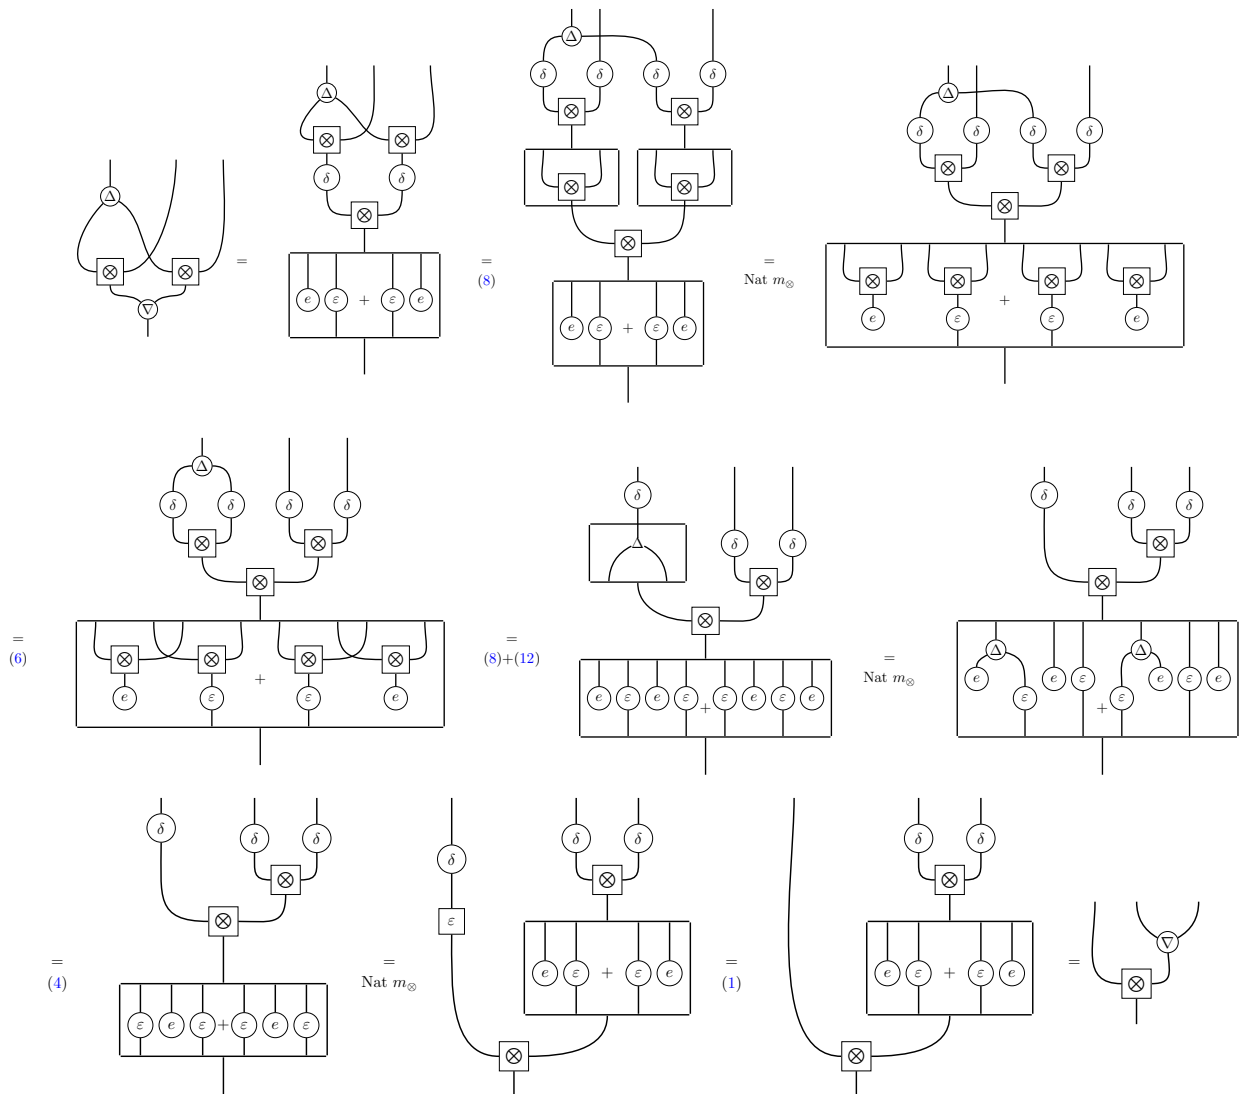 Δ
⊗ ⊗
∇
=
Δ
⊗ ⊗
δ δ
⊗
e ε + ε e
=
(8)
Δ
δ δ δ δ
⊗ ⊗
⊗ ⊗
⊗
e ε + ε e
=
Nat m⊗
Δ
δ δ δ δ
⊗ ⊗
⊗
⊗ ⊗ ⊗ ⊗
+
e ε ε e
=
(6)
Δ
δ δ δ δ
⊗ ⊗
⊗
⊗ ⊗ ⊗ ⊗
+
e ε ε e
=
(8)+(12)
δ
Δ δ δ
⊗
⊗
e ε e ε + ε e ε e
=
Nat m⊗
δ δ δ
⊗
⊗
Δ Δ
e e ε e ε e
ε + ε
=
(4)
δ δ δ
⊗
⊗
ε e ε + ε e ε
=
Nat m⊗
δ δ
δ
⊗
ε
e ε + ε e
⊗
=
(1)
δ δ
⊗
e ε + ε e
⊗
=
∇
⊗